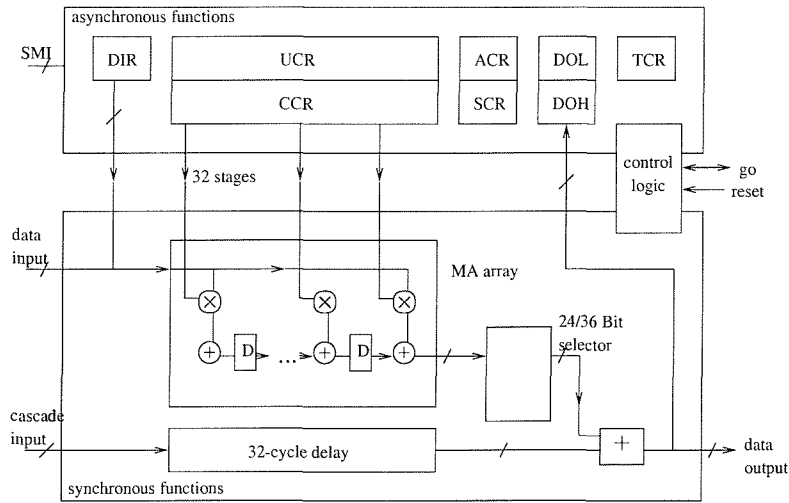 asynchronous functions
SMI
DIR
UCR
ACR
DOL
TCR
CCR
SCR
DOH
control
logic
go
reset
32 stages
data
input
MA array
×
×
×
24/36 Bit
selector
+
D
...
+
D
+
cascade
input
32-cycle delay
+
data
output
synchronous functions